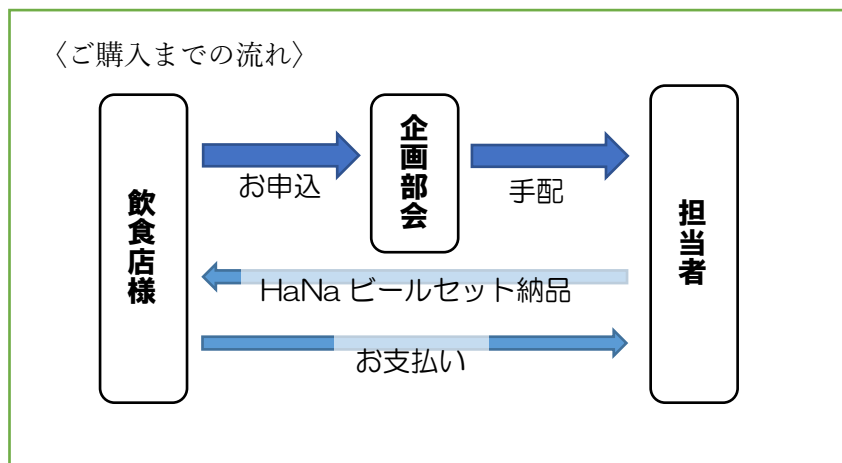 〈ご購入までの流れ〉
飲食店様
お申込
企画部会
手配
担当者
HaNa ビールセット納品
お支払い